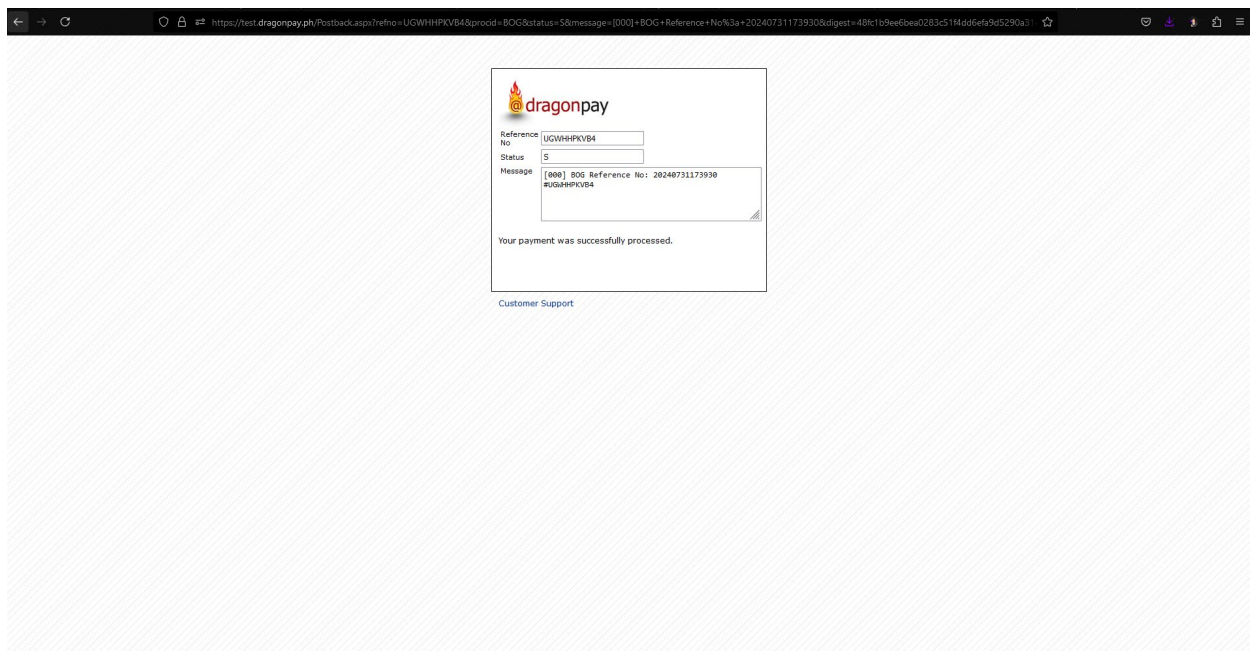 https://test.dragonpay.ph/Postback.aspx?refno=UGWHHPKVB4&procid=BOG&status=S&message=[000]+BOG+Reference+No%3a+20240731173930&digest=48fc1b9ee6bea0283c51f4dd6efa9d5290a31
@dragonpay
Reference
No
UGWHHPKVB4
Status
S
Message
[000] BOG Reference No: 20240731173930
#UGWHHPKVB4
Your payment was successfully processed.
Customer Support